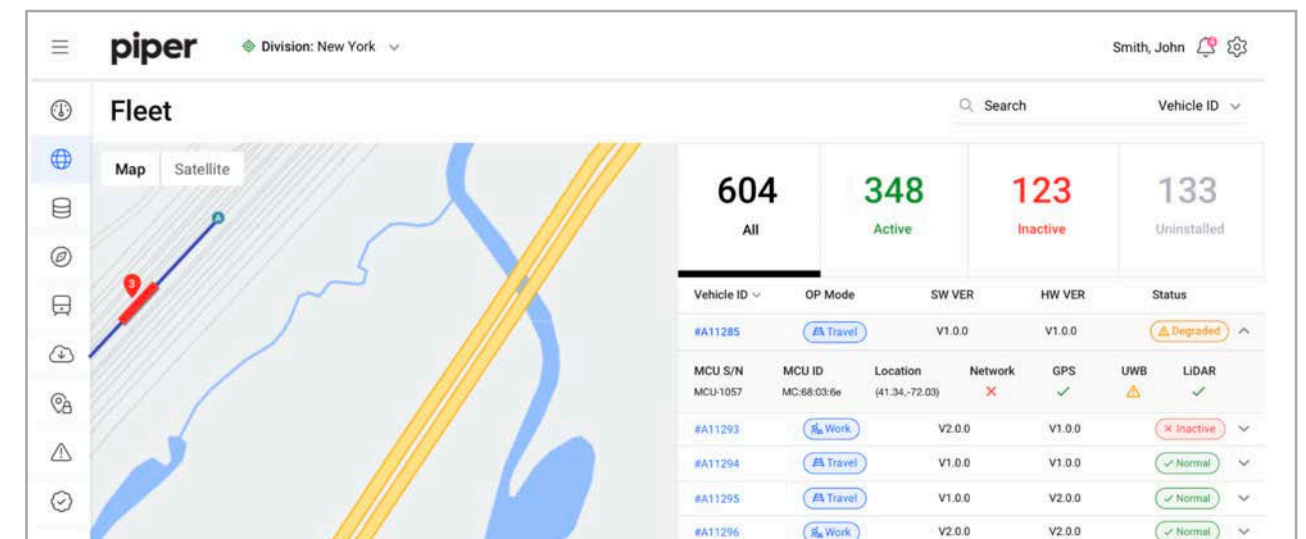 piper
Division: New York
Smith, John
4
Fleet
Search
Vehicle ID
Map Satellite
A
3
604
All
348
Active
123
Inactive
133
Uninstalled
Vehicle ID OP Mode SW VER HW VER Status
#A11285 Travel V1.0.0 V1.0.0 Degraded
MCU S/N MCU ID Location Network GPS UWB LiDAR
MCU-1057 MC:68:03:6e (41.34,-72.03)
#A11293 Work V2.0.0 V1.0.0 Inactive
#A11294 Travel V1.0.0 V1.0.0 Normal
#A11295 Travel V1.0.0 V2.0.0 Normal
#A11296 Work V2.0.0 V2.0.0 Normal